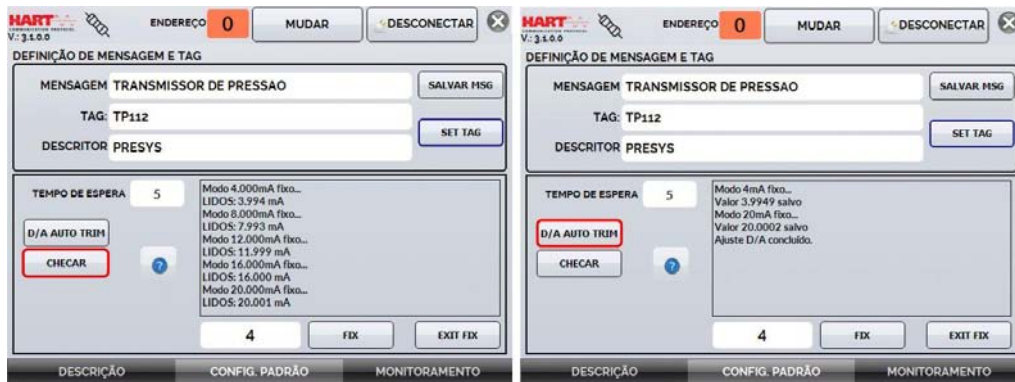 HART
COMMUNICATION PROTOCOL
V.: 3.1.0.0
ENDEREÇO 0 MUDAR DESCONECTAR
DEFINIÇÃO DE MENSAGEM E TAG
MENSAGEM TRANSMISSOR DE PRESSAO SALVAR MSG
TAG: TP112
SET TAG
DESCRITOR PRESYS
TEMPO DE ESPERA 5
D/A AUTO TRIM
CHECAR
?
Modo 4.000mA fixo...
LIDOS: 3.994 mA
Modo 8.000mA fixo...
LIDOS: 7.993 mA
Modo 12.000mA fixo...
LIDOS: 11.999 mA
Modo 16.000mA fixo...
LIDOS: 16.000 mA
Modo 20.000mA fixo...
LIDOS: 20.001 mA
4 FIX EXIT FIX
DESCRIÇÃO CONFIG. PADRÃO MONITORAMENTO
HART
COMMUNICATION PROTOCOL
V.: 3.1.0.0
ENDEREÇO 0 MUDAR DESCONECTAR
DEFINIÇÃO DE MENSAGEM E TAG
MENSAGEM TRANSMISSOR DE PRESSAO SALVAR MSG
TAG: TP112
SET TAG
DESCRITOR PRESYS
TEMPO DE ESPERA 5
D/A AUTO TRIM
CHECAR
?
Modo 4mA fixo...
Valor 3.9949 salvo
Modo 20mA fixo...
Valor 20.0002 salvo
Ajuste D/A concluído.
4 FIX EXIT FIX
DESCRIÇÃO CONFIG. PADRÃO MONITORAMENTO